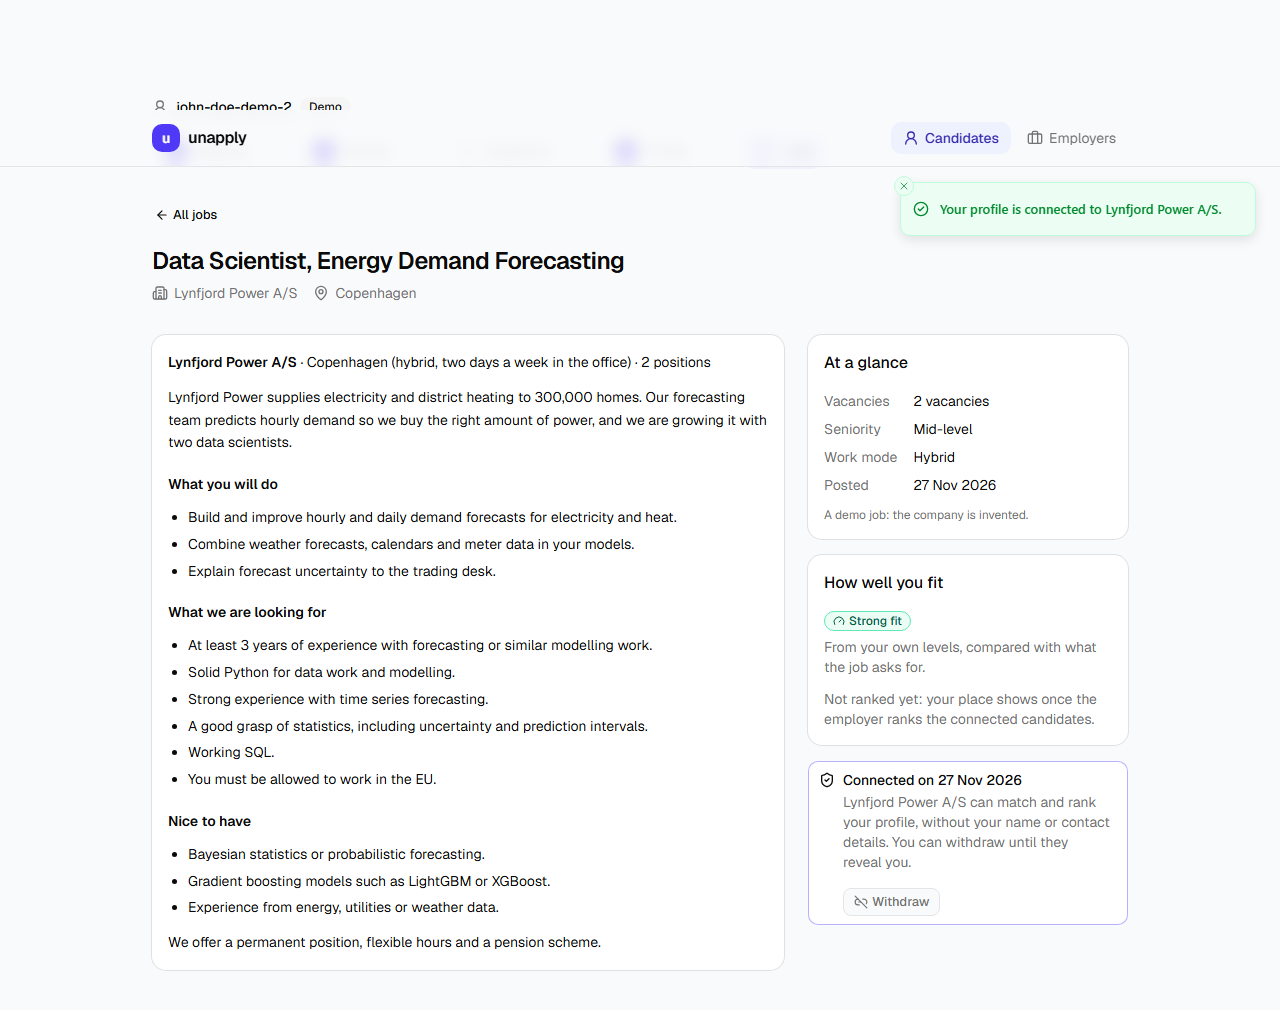 john-doe-demo-2 Demo
u unapply
Candidates
Employers
Your profile is connected to Lynfjord Power A/S.
All jobs
Data Scientist, Energy Demand Forecasting
Lynfjord Power A/S Copenhagen
Lynfjord Power A/S · Copenhagen (hybrid, two days a week in the office) · 2 positions
Lynfjord Power supplies electricity and district heating to 300,000 homes. Our forecasting
team predicts hourly demand so we buy the right amount of power, and we are growing it with
two data scientists.
What you will do
• Build and improve hourly and daily demand forecasts for electricity and heat.
• Combine weather forecasts, calendars and meter data in your models.
• Explain forecast uncertainty to the trading desk.
What we are looking for
• At least 3 years of experience with forecasting or similar modelling work.
• Solid Python for data work and modelling.
• Strong experience with time series forecasting.
• A good grasp of statistics, including uncertainty and prediction intervals.
• Working SQL.
• You must be allowed to work in the EU.
Nice to have
• Bayesian statistics or probabilistic forecasting.
• Gradient boosting models such as LightGBM or XGBoost.
• Experience from energy, utilities or weather data.
We offer a permanent position, flexible hours and a pension scheme.
At a glance
Vacancies 2 vacancies
Seniority Mid-level
Work mode Hybrid
Posted 27 Nov 2026
A demo job: the company is invented.
How well you fit
Strong fit
From your own levels, compared with what
the job asks for.
Not ranked yet: your place shows once the
employer ranks the connected candidates.
Connected on 27 Nov 2026
Lynfjord Power A/S can match and rank
your profile, without your name or contact
details. You can withdraw until they
reveal you.
Withdraw